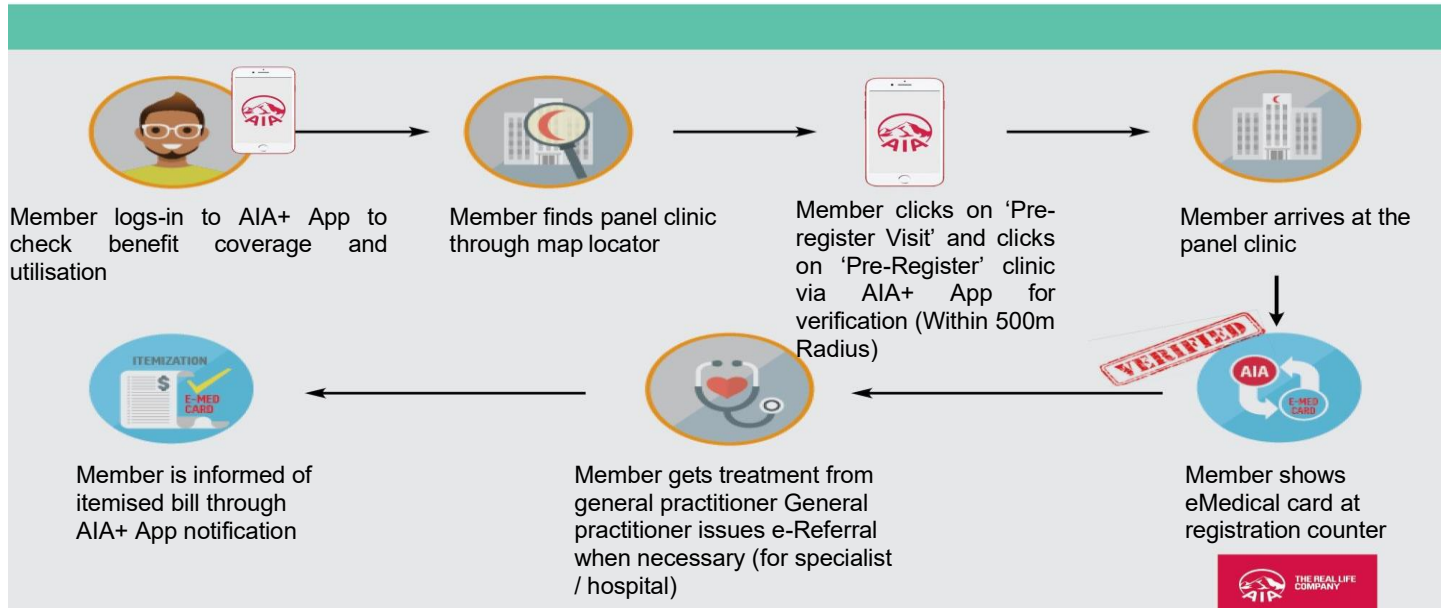 AIA
AIA
Member logs-in to AIA+ App to
check benefit coverage and
utilisation
Member finds panel clinic
through map locator
Member clicks on ‘Pre-
register Visit’ and clicks
on ‘Pre-Register’ clinic
via AIA+ App for
verification (Within 500m
Radius)
Member arrives at the
panel clinic
VERIFIED
AIA
E-MED
CARD
Member shows
eMedical card at
registration counter
Member gets treatment from
general practitioner General
practitioner issues e-Referral
when necessary (for specialist
/ hospital)
ITEMIZATION
$
E-MED
CARD
Member is informed of
itemised bill through
AIA+ App notification
AIA
THE REAL LIFE
COMPANY